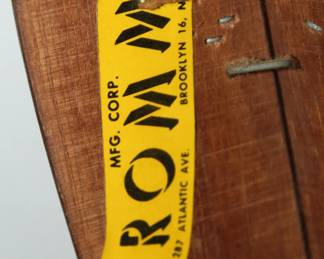 ROMM
MFG. CORP.
287 ATLANTIC AVE.
BROOKLYN 16, N